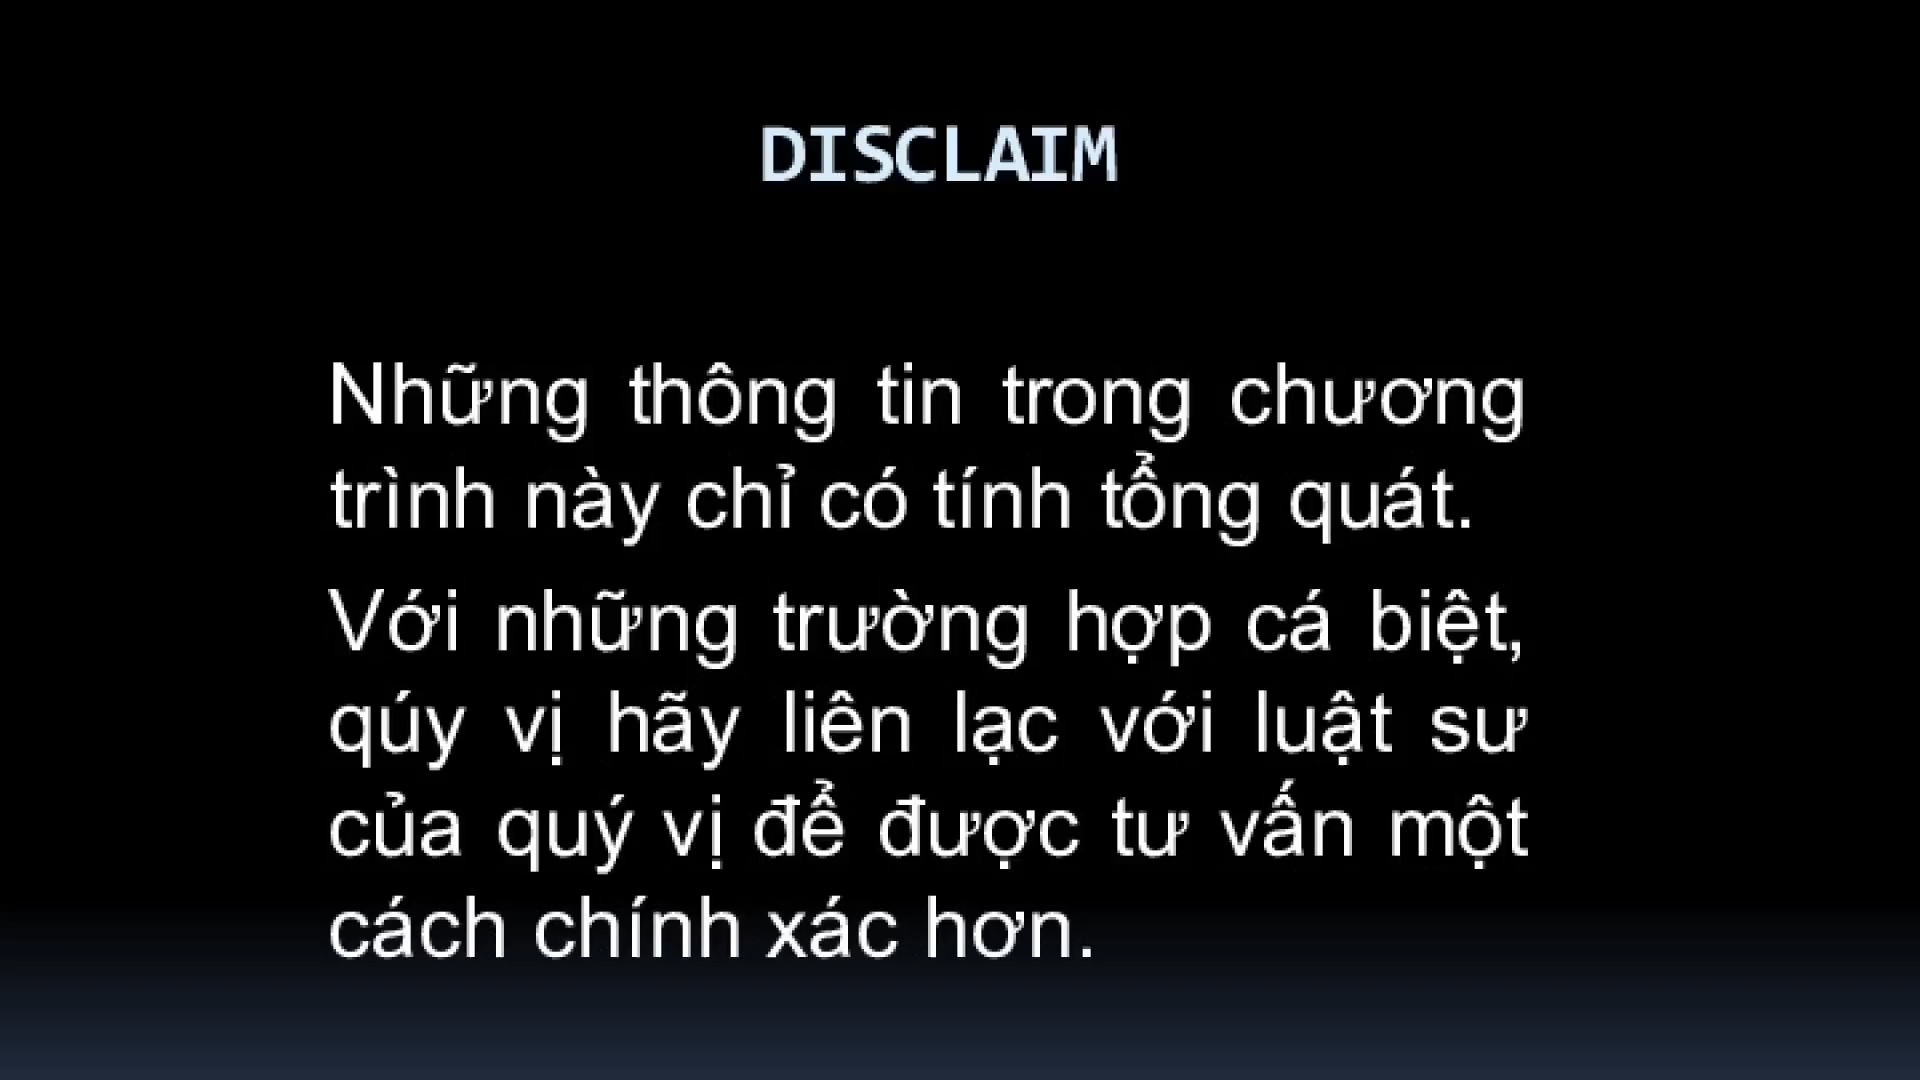 DISCLAIM
Những thông tin trong chương
trình này chỉ có tính tổng quát.
Với những trường hợp cá biệt,
qúy vị hãy liên lạc với luật sư
của quý vị để được tư vấn một
cách chính xác hơn.